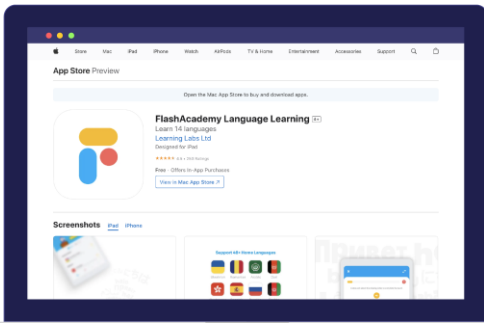 Store Mac iPad iPhone Watch AirPods TV & Home Entertainment Accessories Support
App Store Preview
Open the Mac App Store to buy and download apps.
FlashAcademy Language Learning 4+
Learn 14 languages
Learning Labs Ltd
Designed for iPad
Free · Offers In-App Purchases
View in Mac App Store ↗
Screenshots iPad iPhone
Support 45+ Home Languages